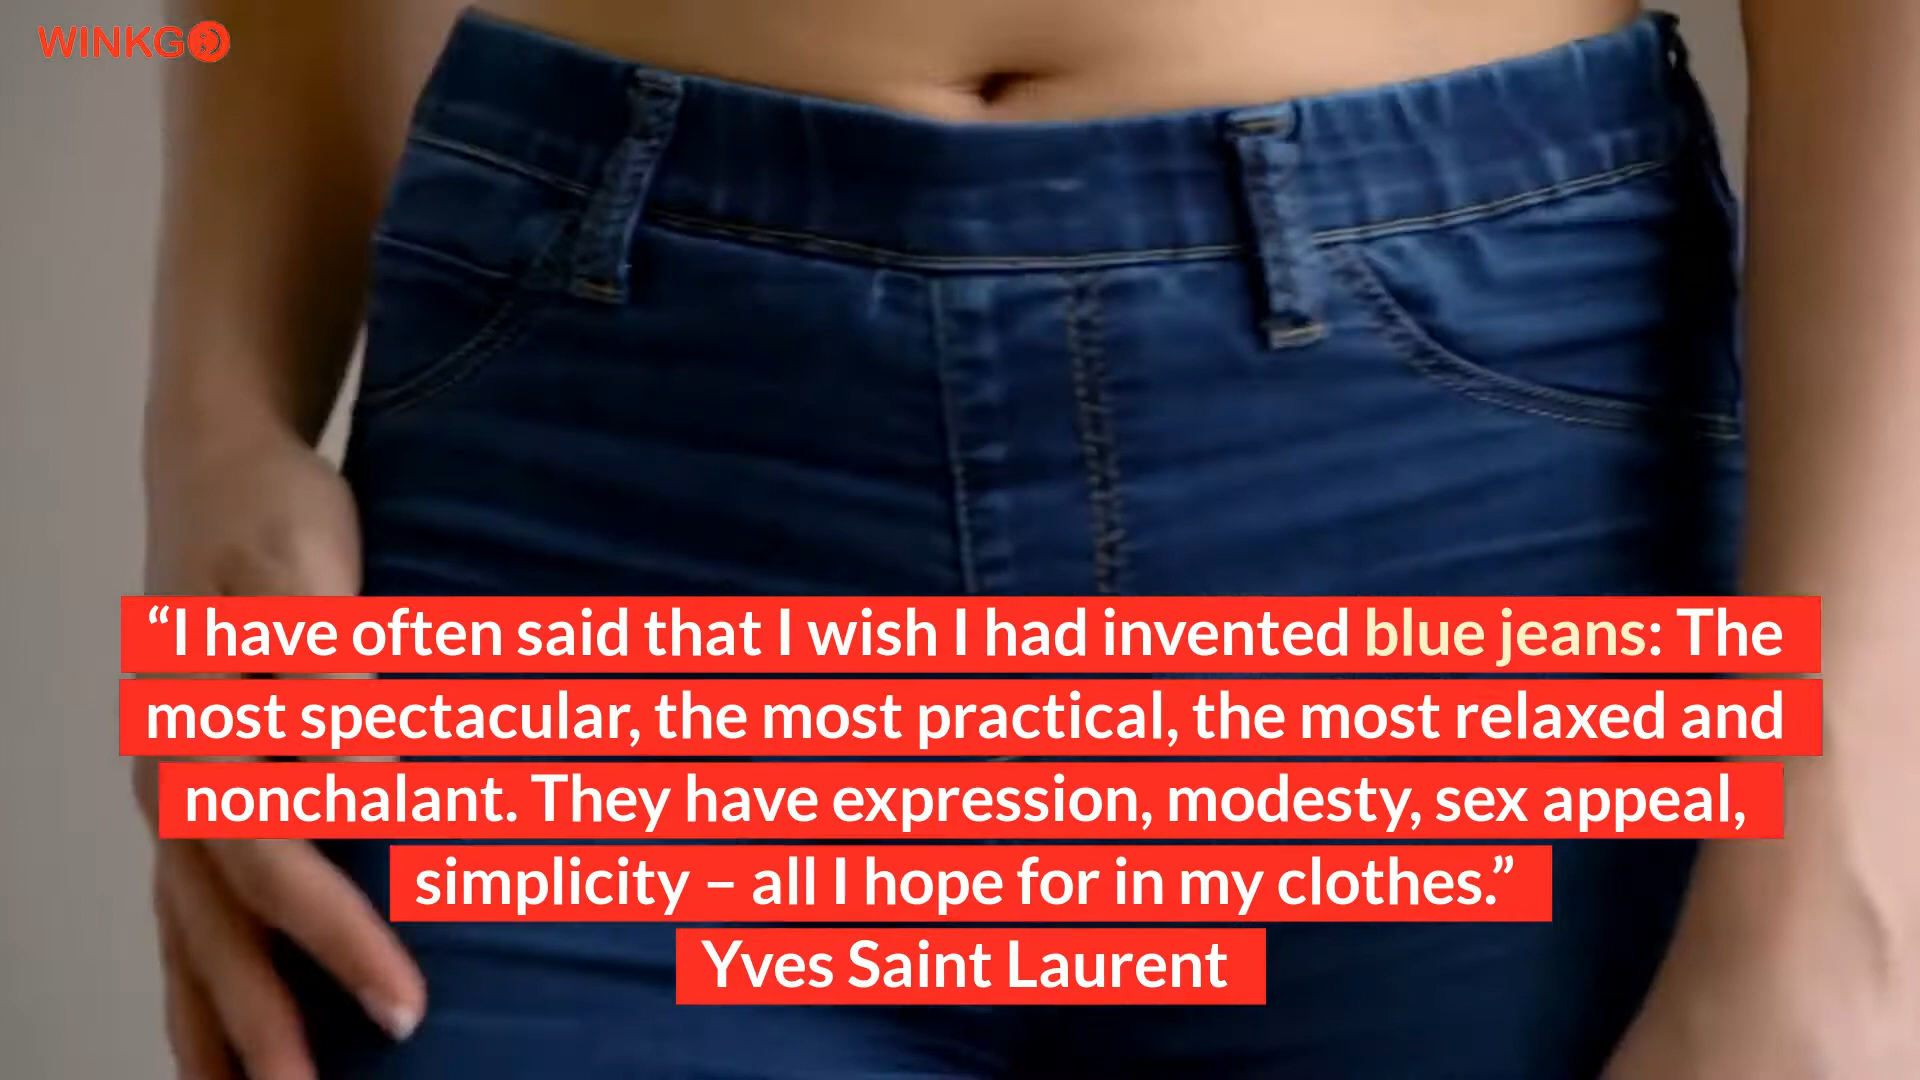 WINKGO
“I have often said that I wish I had invented blue jeans: The
most spectacular, the most practical, the most relaxed and
nonchalant. They have expression, modesty, sex appeal,
simplicity – all I hope for in my clothes.”
Yves Saint Laurent